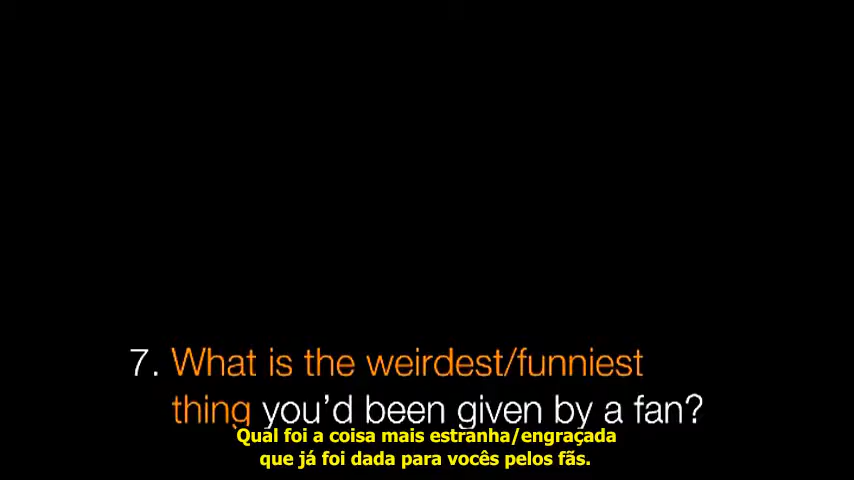 7. What is the weirdest/funniest
thing you'd been given by a fan?
Qual foi a coisa mais estranha/engraçada
que já foi dada para vocês pelos fãs.